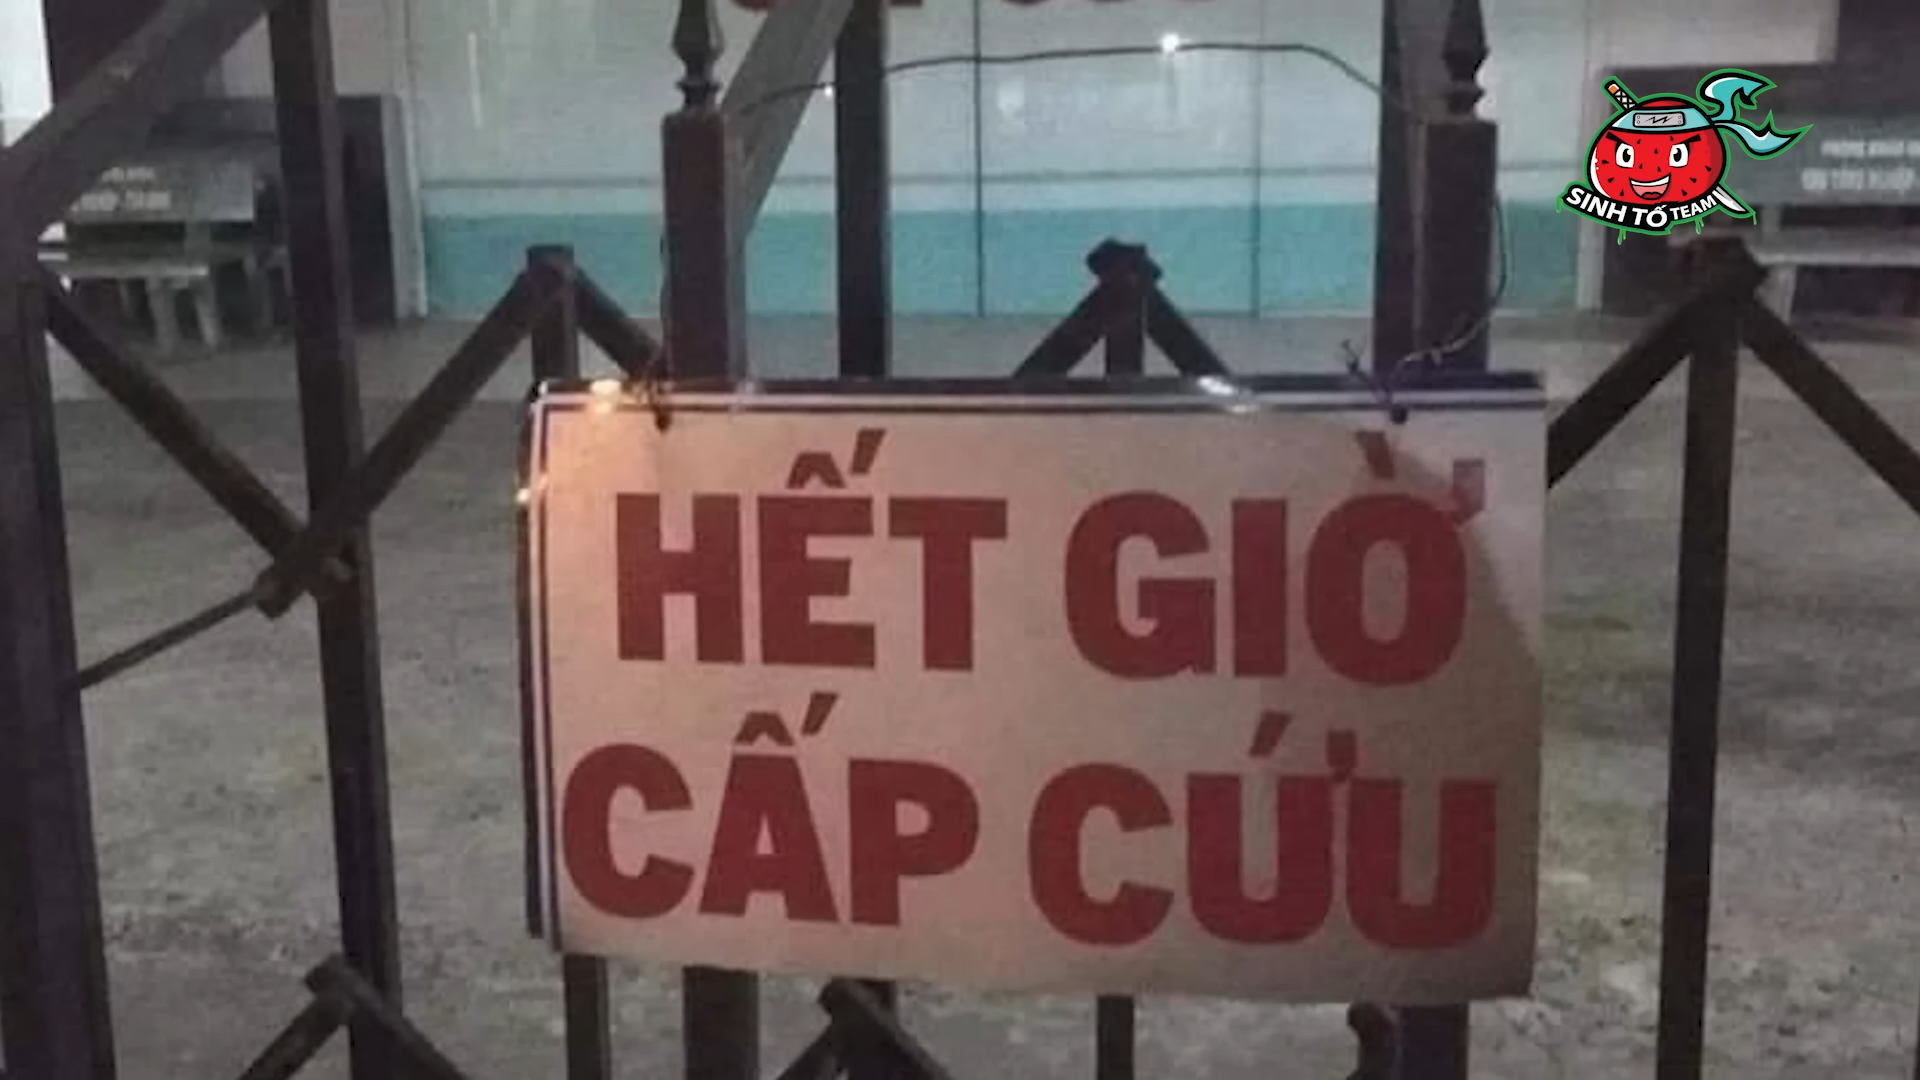 SINH TỐ TEAM
HẾT GIỜ
CẤP CỨU